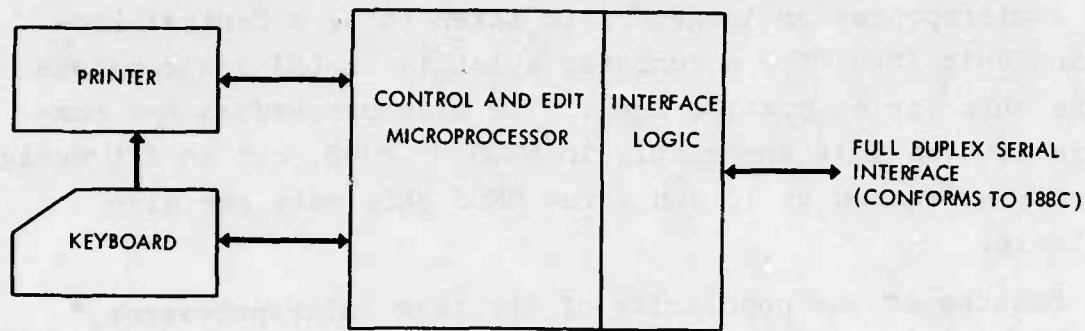 PRINTER
CONTROL AND EDIT
MICROPROCESSOR
INTERFACE
LOGIC
FULL DUPLEX SERIAL
INTERFACE
(CONFORMS TO 188C)
KEYBOARD